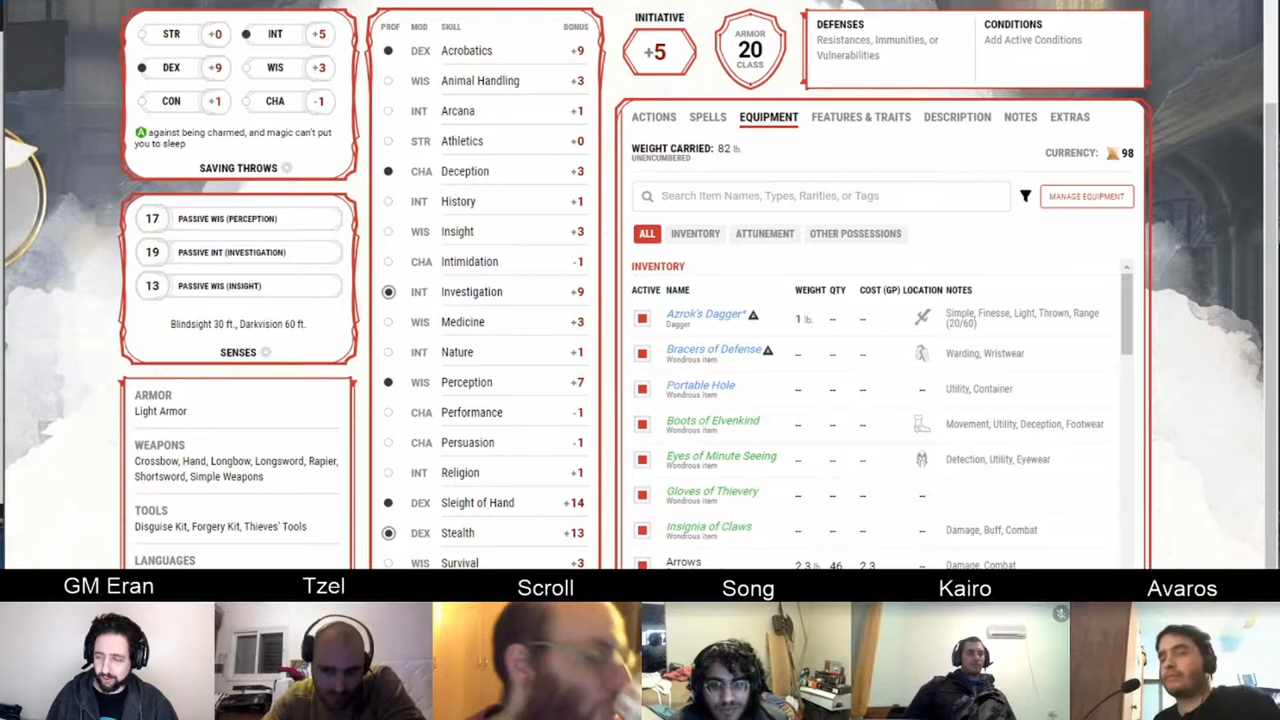 STR +0 INT +5
DEX +9 WIS +3
CON +1 CHA -1
A against being charmed, and magic can't put
you to sleep
SAVING THROWS
17 PASSIVE WIS (PERCEPTION)
19 PASSIVE INT (INVESTIGATION)
13 PASSIVE WIS (INSIGHT)
Blindsight 30 ft., Darkvision 60 ft.
SENSES
ARMOR
Light Armor
WEAPONS
Crossbow, Hand, Longbow, Longsword, Rapier,
Shortsword, Simple Weapons
TOOLS
Disguise Kit, Forgery Kit, Thieves' Tools
LANGUAGES
PROF MOD SKILL BONUS
DEX Acrobatics +9
WIS Animal Handling +3
INT Arcana +1
STR Athletics +0
CHA Deception +3
INT History +1
WIS Insight +3
CHA Intimidation -1
INT Investigation +9
WIS Medicine +3
INT Nature +1
WIS Perception +7
CHA Performance -1
CHA Persuasion -1
INT Religion +1
DEX Sleight of Hand +14
DEX Stealth +13
WIS Survival +3
INITIATIVE
+5
ARMOR
20
CLASS
DEFENSES
Resistances, Immunities, or
Vulnerabilities
CONDITIONS
Add Active Conditions
ACTIONS SPELLS EQUIPMENT FEATURES & TRAITS DESCRIPTION NOTES EXTRAS
WEIGHT CARRIED: 82 lb.
UNENCUMBERED
CURRENCY: 98
Search Item Names, Types, Rarities, or Tags
MANAGE EQUIPMENT
ALL INVENTORY ATTUNEMENT OTHER POSSESSIONS
INVENTORY
ACTIVE NAME WEIGHT QTY COST (GP) LOCATION NOTES
Azrok's Dagger* 1 lb. -- -- Simple, Finesse, Light, Thrown, Range
Dagger (20/60)
Bracers of Defense -- -- -- Warding, Wristwear
Wondrous item
Portable Hole -- -- -- -- Utility, Container
Wondrous item
Boots of Elvenkind -- -- -- Movement, Utility, Deception, Footwear
Wondrous item
Eyes of Minute Seeing -- -- -- Detection, Utility, Eyewear
Wondrous item
Gloves of Thievery -- -- -- --
Wondrous item
Insignia of Claws -- -- -- -- Damage, Buff, Combat
Wondrous item
Arrows 2.3 lb. 46 2.3 -- Damage, Combat
GM Eran Tzel Scroll Song Kairo Avaros